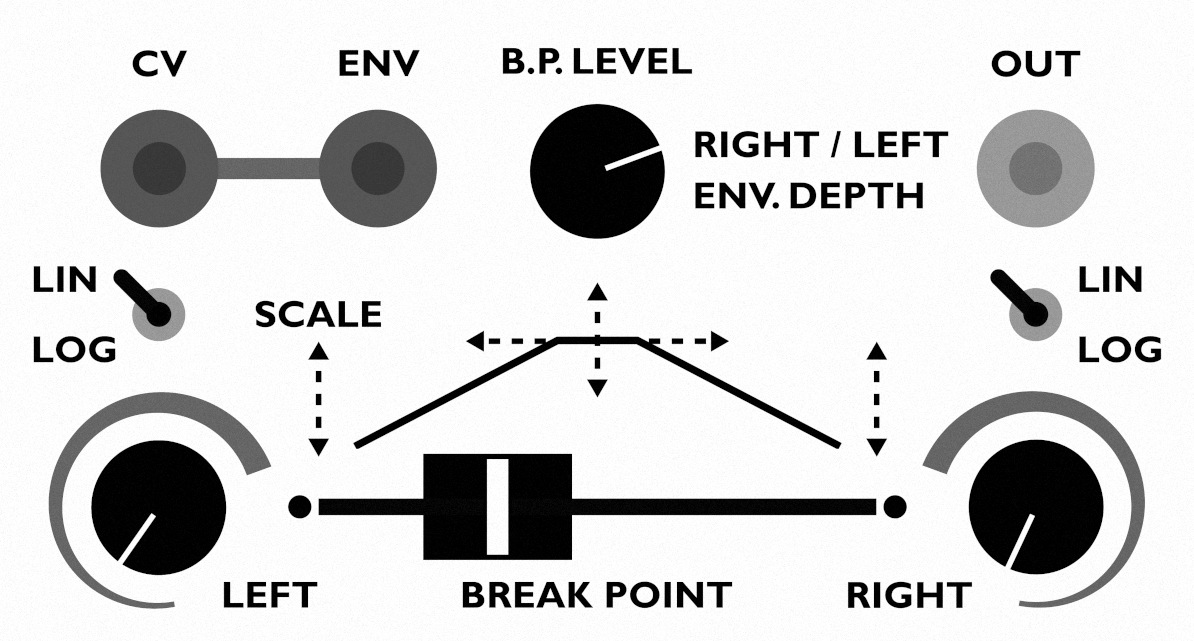 CV
ENV
B.P. LEVEL
OUT
RIGHT / LEFT
ENV. DEPTH
LIN
LOG
SCALE
LIN
LOG
LEFT
BREAK POINT
RIGHT